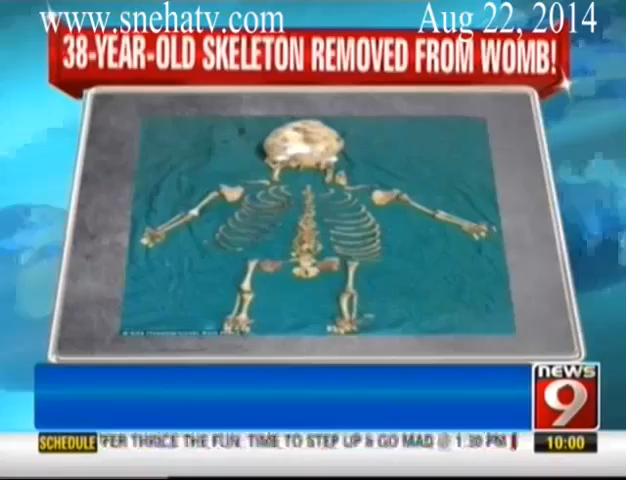 www.snehatv.com Aug 22, 2014
38-YEAR-OLD SKELETON REMOVED FROM WOMB!
news
9
SCHEDULE FER THRICE THE FUN. TIME TO STEP UP & GO MAD @ 1:30 PM 10:00